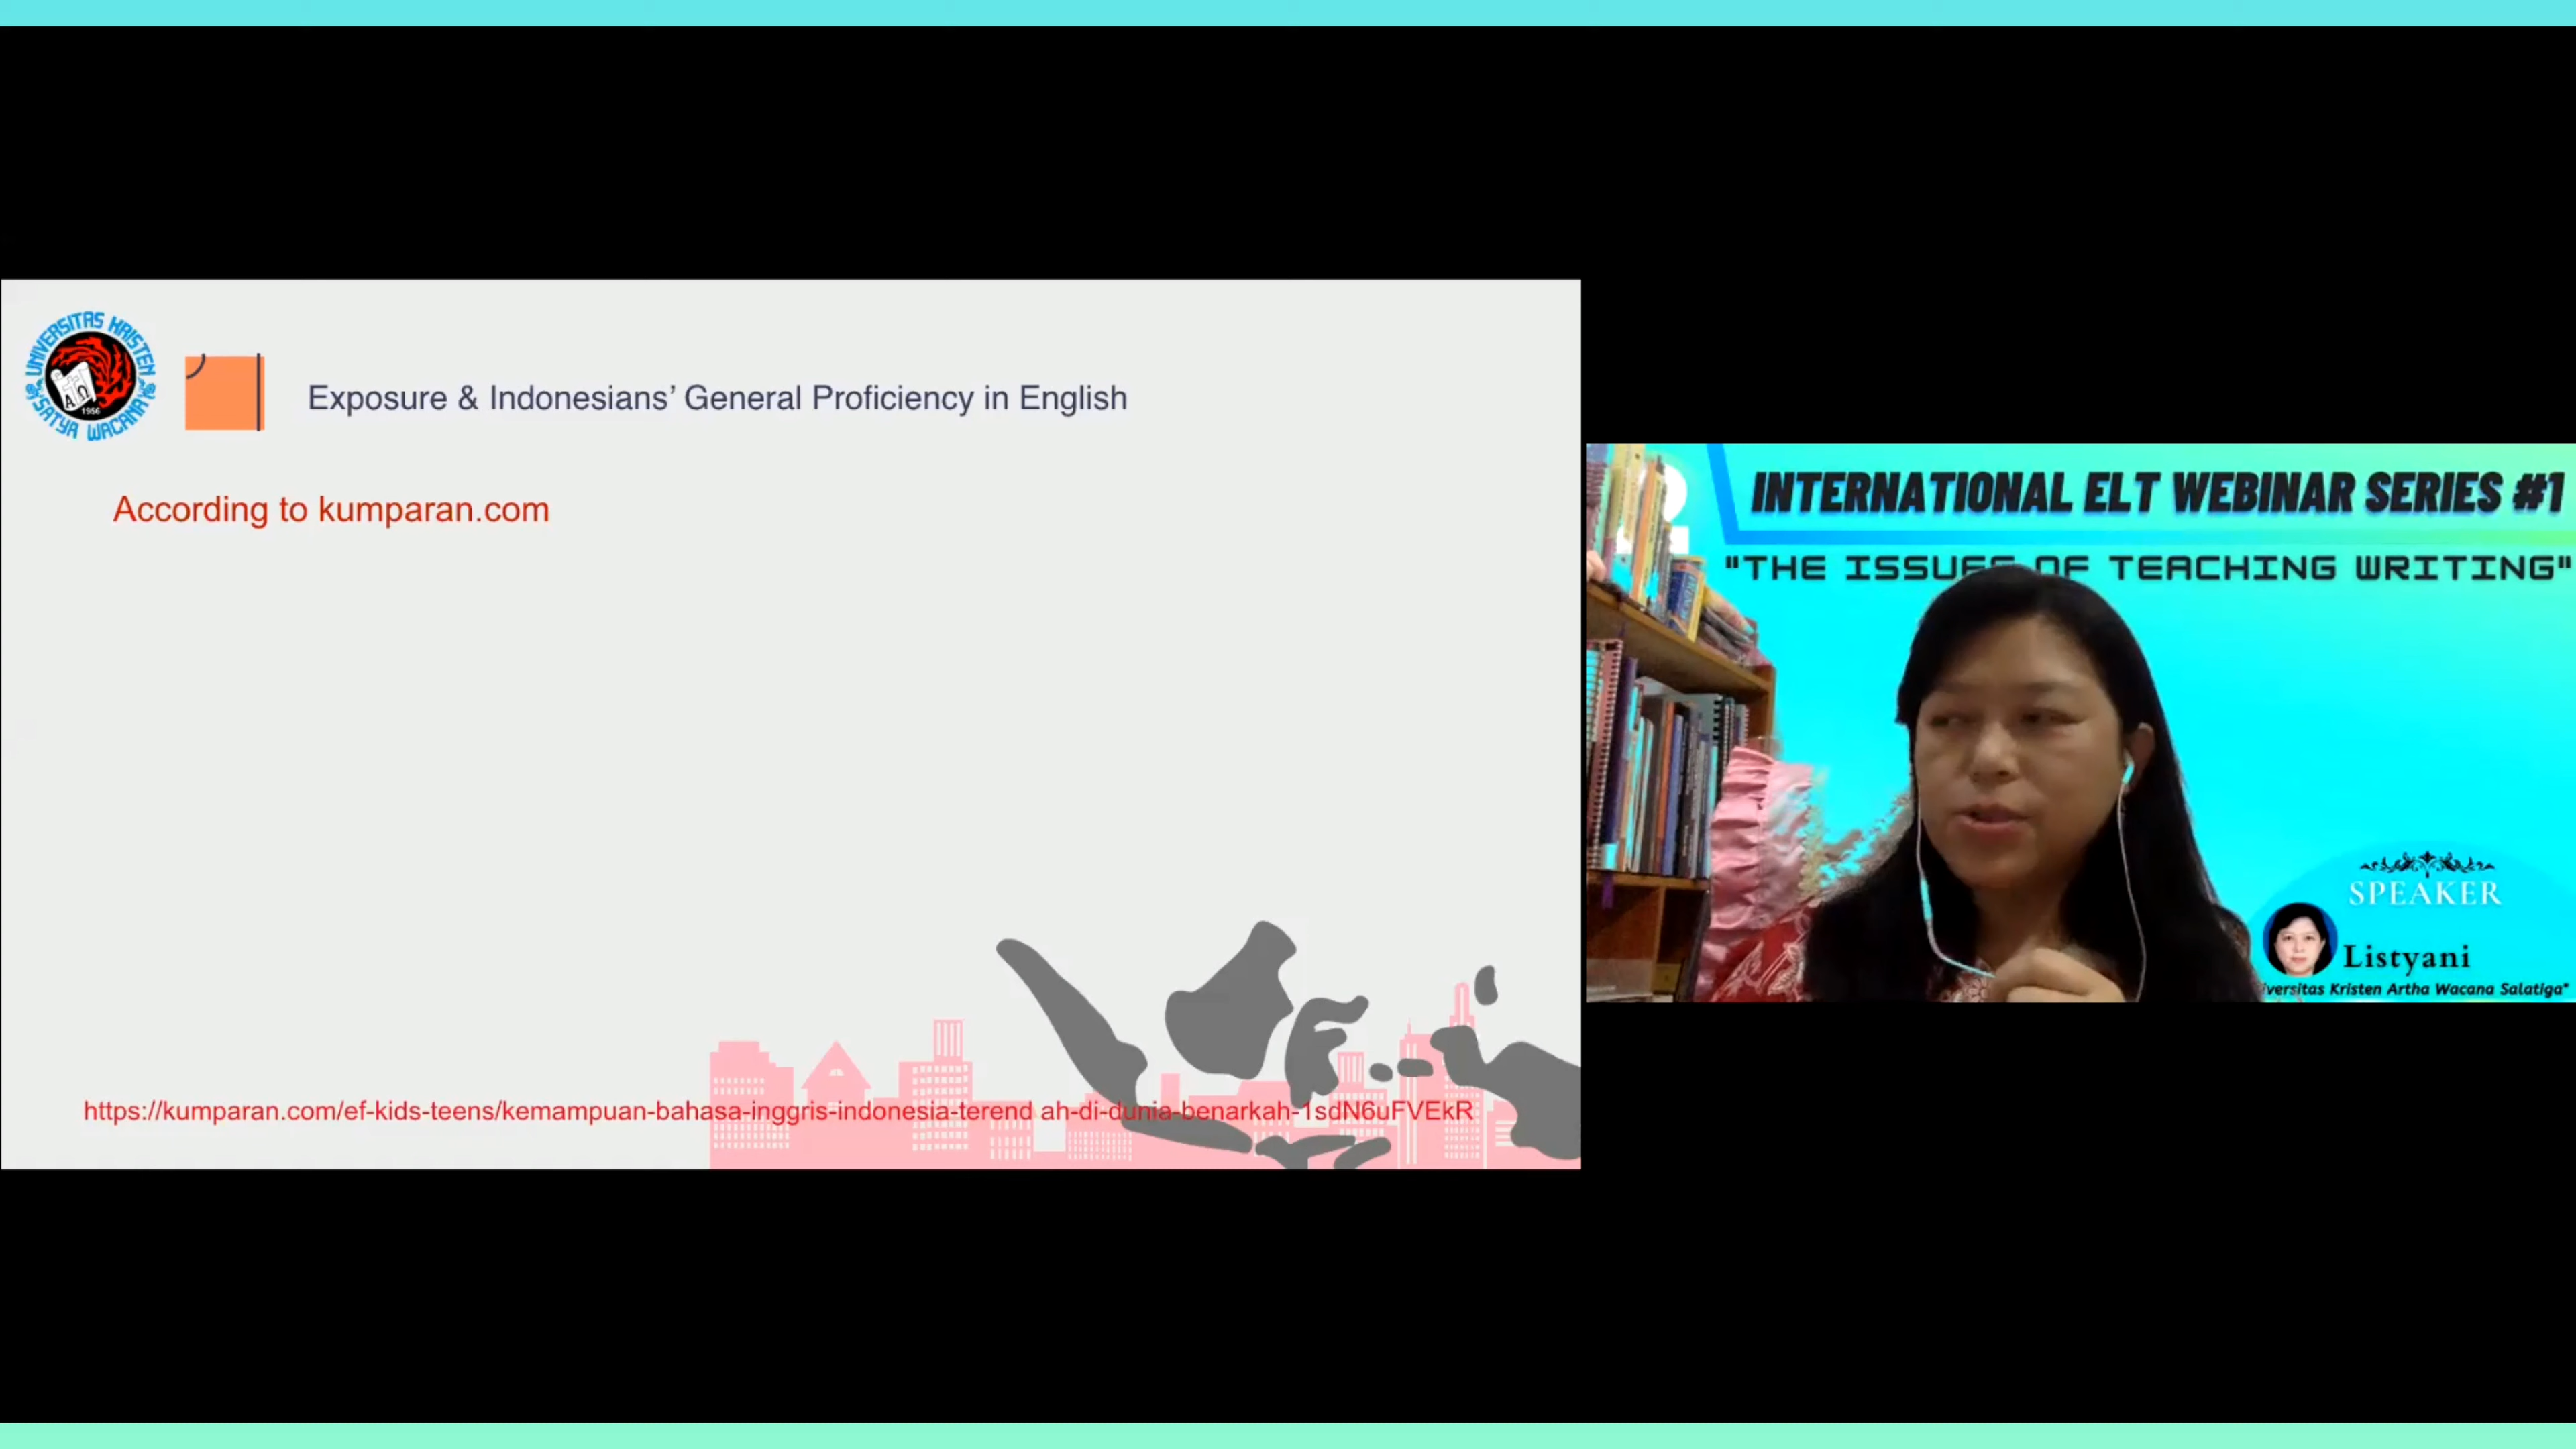 UNIVERSITAS KRISTEN
SATYA WACANA
1956
Exposure & Indonesians’ General Proficiency in English
According to kumparan.com
https://kumparan.com/ef-kids-teens/kemampuan-bahasa-inggris-indonesia-terend ah-di-dunia-benarkah-1sdN6uFVEkR
INTERNATIONAL ELT WEBINAR SERIES #1
"THE ISSUES OF TEACHING WRITING"
SPEAKER
Listyani
Kristen Artha Wacana Salatiga"